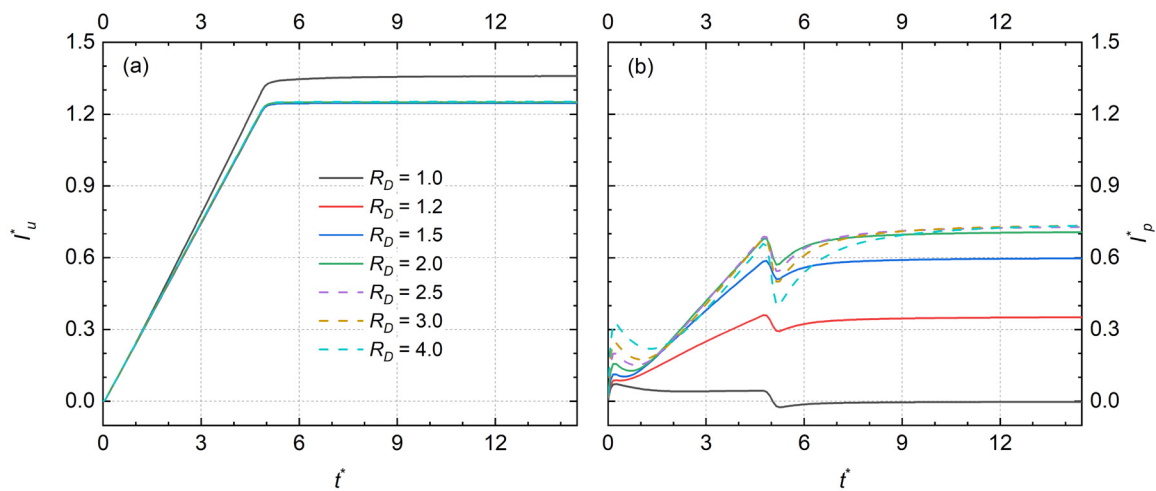 0 3 6 9 12 0 3 6 9 12
1.5 (a) (b) 1.5
1.2 1.2
0.9 0.9
0.6 0.6
0.3 0.3
0.0 0.0
I*u
R_D = 1.0
R_D = 1.2
R_D = 1.5
R_D = 2.0
R_D = 2.5
R_D = 3.0
R_D = 4.0
I*p
0 3 6 9 12 0 3 6 9 12
t* t*